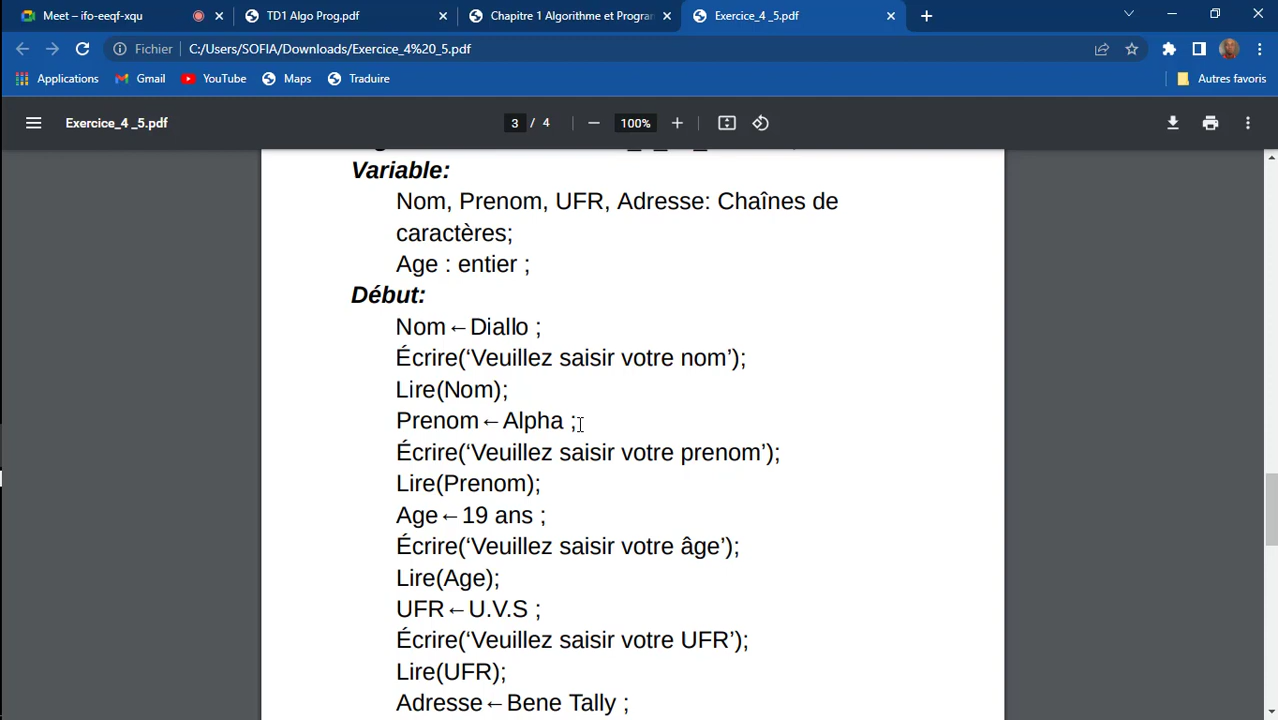 Meet – ifo-eeqf-xqu
TD1 Algo Prog.pdf
Chapitre 1 Algorithme et Progran
Exercice_4 _5.pdf
Fichier C:/Users/SOFIA/Downloads/Exercice_4%20_5.pdf
Applications Gmail YouTube Maps Traduire Autres favoris
Exercice_4 _5.pdf 3 / 4 100%
Variable:
Nom, Prenom, UFR, Adresse: Chaînes de
caractères;
Age : entier ;
Début:
Nom←Diallo ;
Écrire(‘Veuillez saisir votre nom’);
Lire(Nom);
Prenom←Alpha ;
Écrire(‘Veuillez saisir votre prenom’);
Lire(Prenom);
Age←19 ans ;
Écrire(‘Veuillez saisir votre âge’);
Lire(Age);
UFR←U.V.S ;
Écrire(‘Veuillez saisir votre UFR’);
Lire(UFR);
Adresse←Bene Tally ;